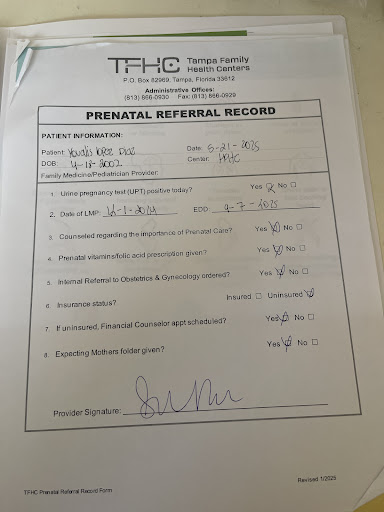 TFHC Tampa Family
Health Centers
P.O. Box 82969, Tampa, Florida 33612
Administrative Offices:
(813) 866-0930 Fax: (813) 866-0929
PRENATAL REFERRAL RECORD
PATIENT INFORMATION:
Patient: Youalis Lopez Diaz Date: 5-21-2025
DOB: 4-18-2002 Center:
Family Medicine/Pediatrician Provider:
1. Urine pregnancy test (UPT) positive today? Yes ☑ No ☐
2. Date of LMP: 12-1-2024 EDD: 9-7-2025
3. Counseled regarding the importance of Prenatal Care? Yes ☑ No ☐
4. Prenatal vitamins/folic acid prescription given? Yes ☑ No ☐
5. Internal Referral to Obstetrics & Gynecology ordered? Yes ☑ No ☐
6. Insurance status? Insured ☐ Uninsured ☑
7. If uninsured, Financial Counselor appt scheduled? Yes ☑ No ☐
8. Expecting Mothers folder given? Yes ☑ No ☐
Provider Signature:
TFHC Prenatal Referral Record Form Revised 1/2025